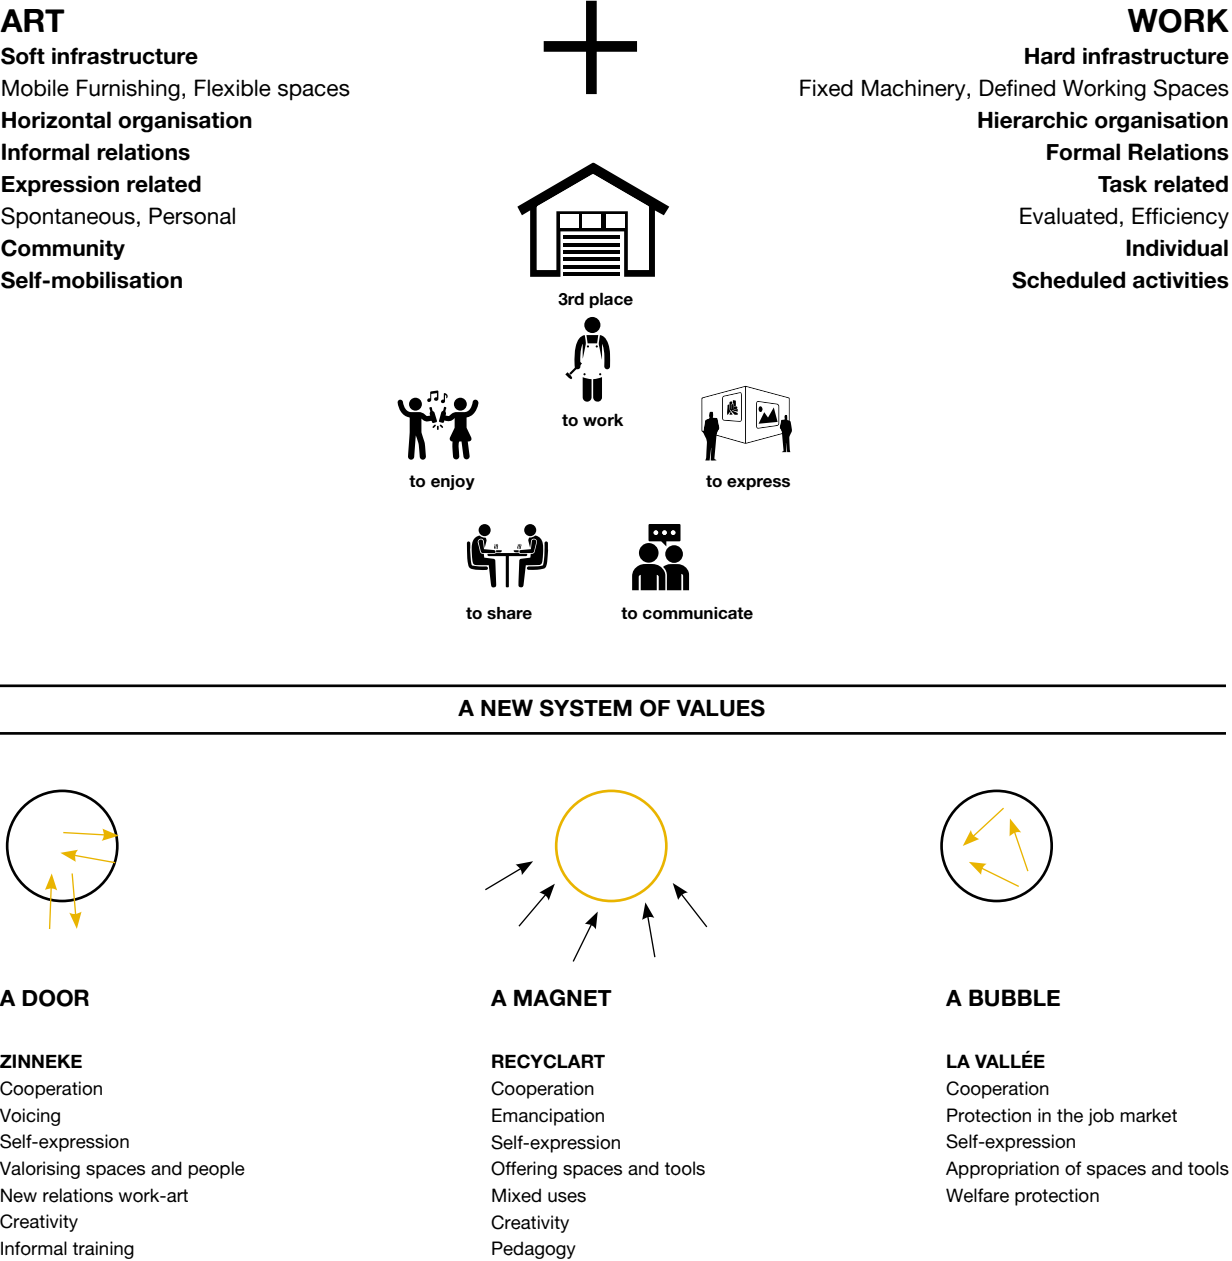 ART
Soft infrastructure
Mobile Furnishing, Flexible spaces
Horizontal organisation
Informal relations
Expression related
Spontaneous, Personal
Community
Self-mobilisation
WORK
Hard infrastructure
Fixed Machinery, Defined Working Spaces
Hierarchic organisation
Formal Relations
Task related
Evaluated, Efficiency
Individual
Scheduled activities
3rd place
to work
to enjoy
to express
to share
to communicate
A NEW SYSTEM OF VALUES
A DOOR
ZINNEKE
Cooperation
Voicing
Self-expression
Valorising spaces and people
New relations work-art
Creativity
Informal training
A MAGNET
RECYCLART
Cooperation
Emancipation
Self-expression
Offering spaces and tools
Mixed uses
Creativity
Pedagogy
A BUBBLE
LA VALLÉE
Cooperation
Protection in the job market
Self-expression
Appropriation of spaces and tools
Welfare protection